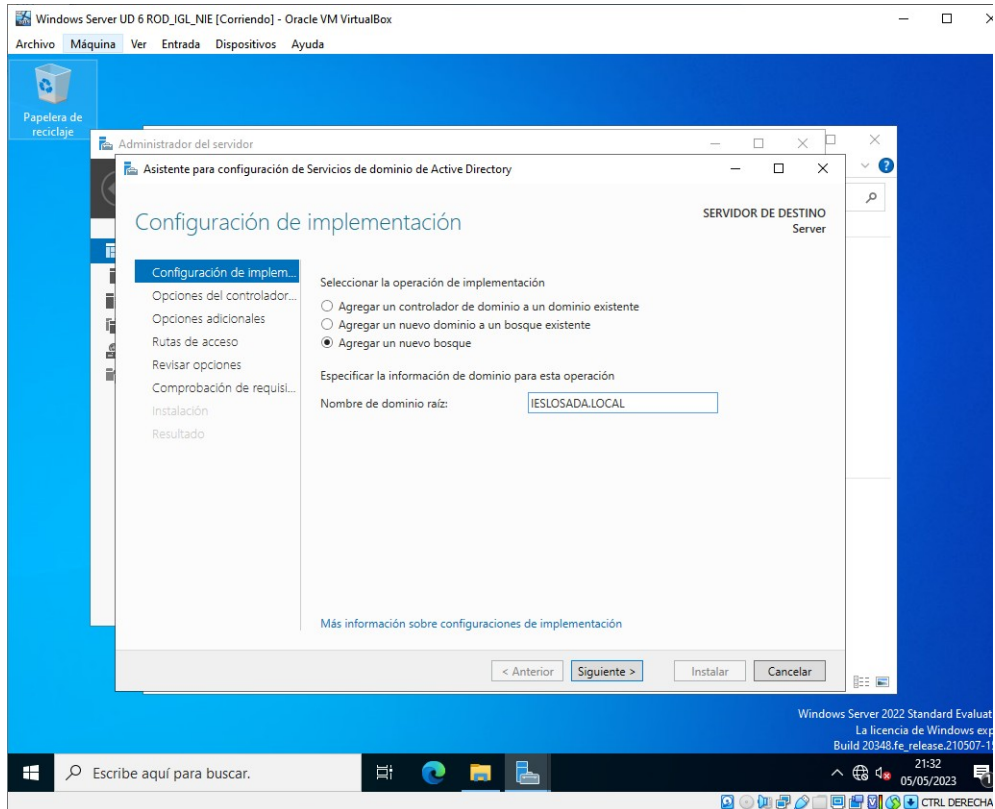 Windows Server UD 6 ROD_IGL_NIE [Corriendo] - Oracle VM VirtualBox
Archivo Máquina Ver Entrada Dispositivos Ayuda
Papelera de
reciclaje
Administrador del servidor
Asistente para configuración de Servicios de dominio de Active Directory
Configuración de implementación
SERVIDOR DE DESTINO
Server
Configuración de implem...
Opciones del controlador...
Opciones adicionales
Rutas de acceso
Revisar opciones
Comprobación de requisi...
Instalación
Resultado
Seleccionar la operación de implementación
Agregar un controlador de dominio a un dominio existente
Agregar un nuevo dominio a un bosque existente
Agregar un nuevo bosque
Especificar la información de dominio para esta operación
Nombre de dominio raíz: IESLOSADA.LOCAL
Más información sobre configuraciones de implementación
< Anterior Siguiente > Instalar Cancelar
Windows Server 2022 Standard Evaluat
La licencia de Windows exp
Build 20348.fe_release.210507-15
Escribe aquí para buscar.
21:32
05/05/2023
1
CTRL DERECHA